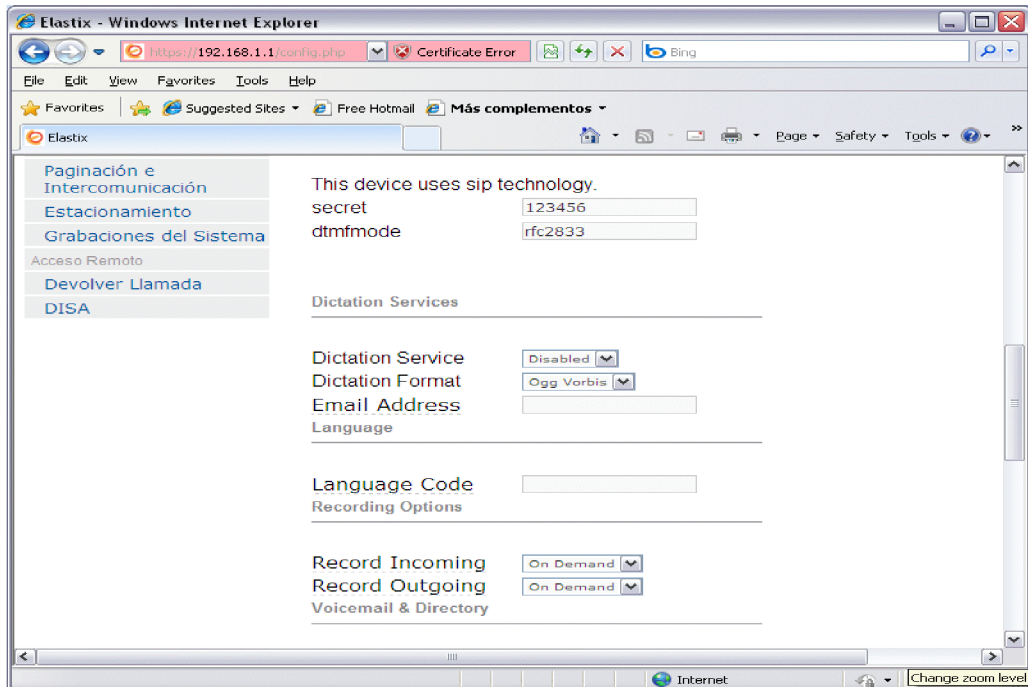 Elastix - Windows Internet Explorer
https://192.168.1.1/config.php Certificate Error Bing
File Edit View Favorites Tools Help
Favorites Suggested Sites Free Hotmail Más complementos
Elastix Page Safety Tools »
Paginación e
Intercomunicación
Estacionamiento
Grabaciones del Sistema
Acceso Remoto
Devolver Llamada
DISA
This device uses sip technology.
secret 123456
dtmfmode rfc2833
Dictation Services
Dictation Service Disabled
Dictation Format Ogg Vorbis
Email Address
Language
Language Code
Recording Options
Record Incoming On Demand
Record Outgoing On Demand
Voicemail & Directory
Internet Change zoom level